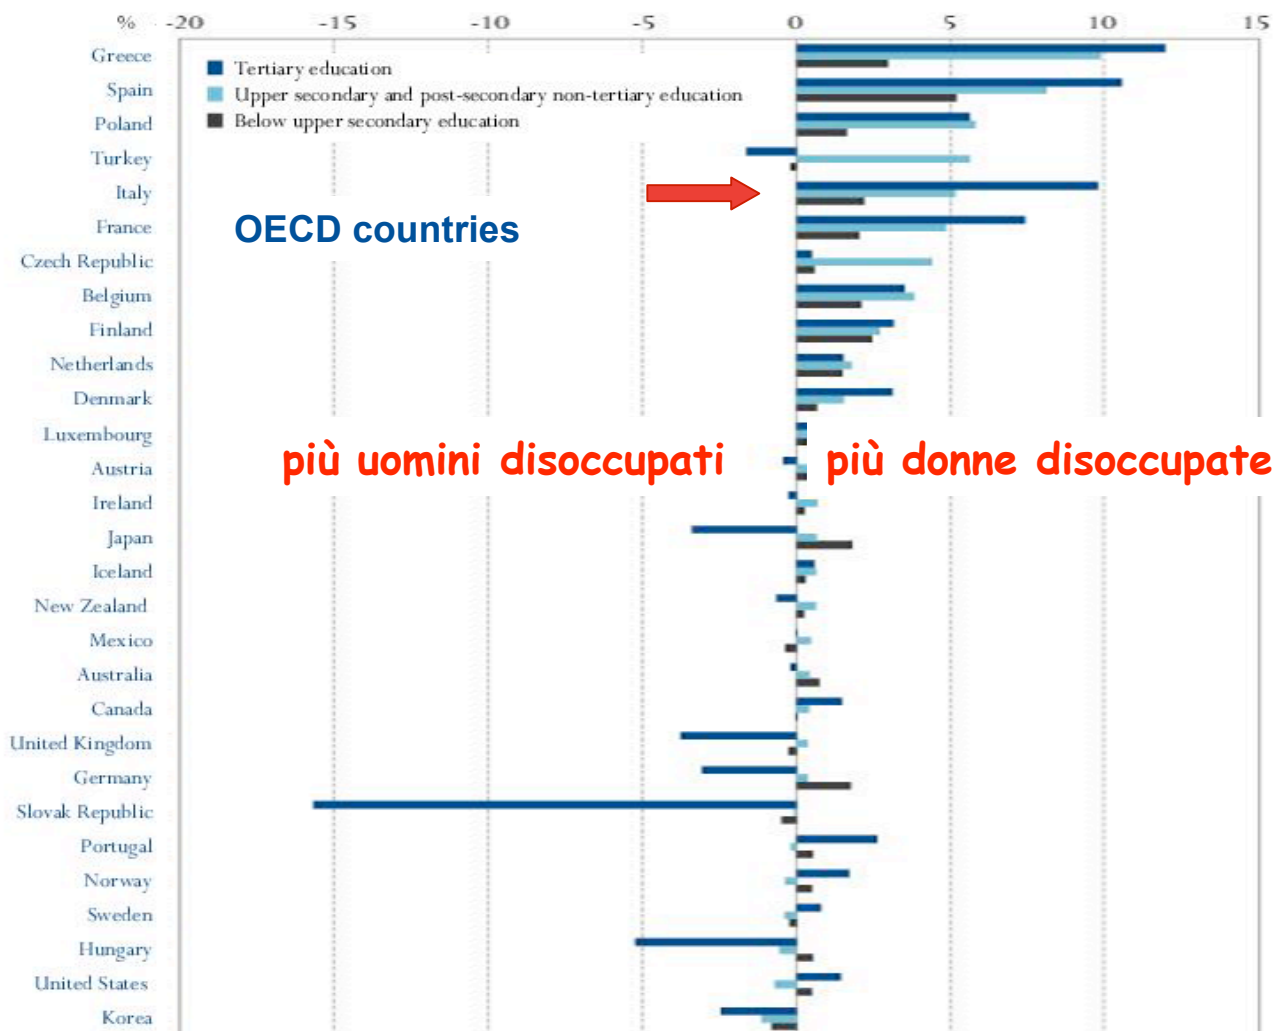 % -20 -15 -10 -5 0 5 10 15
Greece
Tertiary education
Spain
Upper secondary and post-secondary non-tertiary education
Below upper secondary education
Poland
Turkey
Italy
OECD countries
France
Czech Republic
Belgium
Finland
Netherlands
Denmark
Luxembourg
più uomini disoccupati più donne disoccupate
Austria
Ireland
Japan
Iceland
New Zealand
Mexico
Australia
Canada
United Kingdom
Germany
Slovak Republic
Portugal
Norway
Sweden
Hungary
United States
Korea